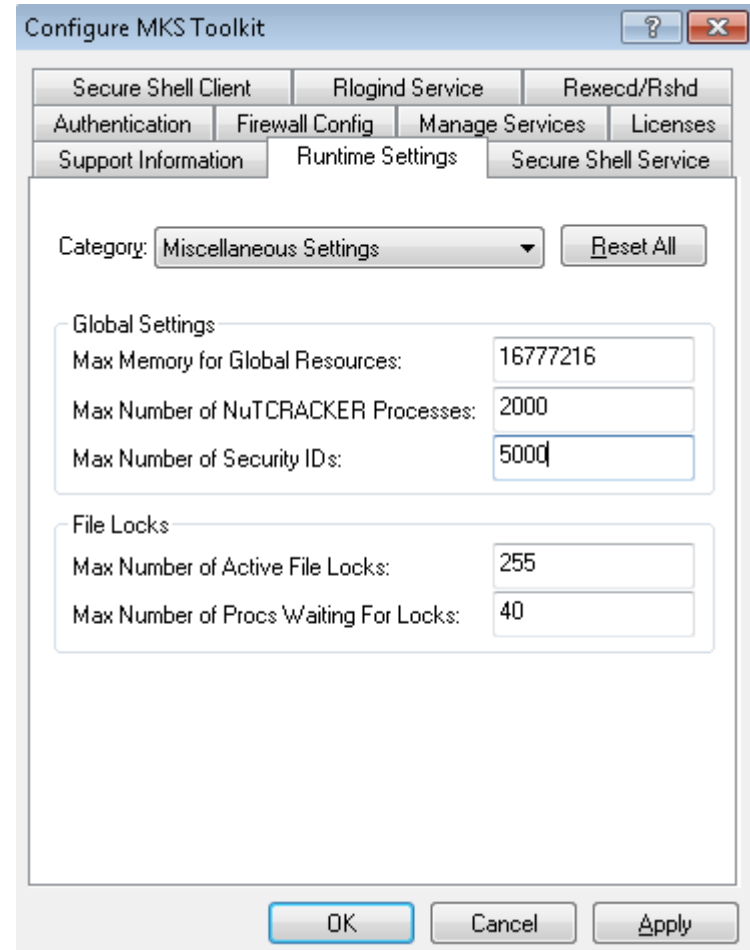 Configure MKS Toolkit
Secure Shell Client Rlogind Service Rexecd/Rshd
Authentication Firewall Config Manage Services Licenses
Support Information Runtime Settings Secure Shell Service
Category: Miscellaneous Settings Reset All
Global Settings
Max Memory for Global Resources: 16777216
Max Number of NuTCRACKER Processes: 2000
Max Number of Security IDs: 5000
File Locks
Max Number of Active File Locks: 255
Max Number of Procs Waiting For Locks: 40
OK Cancel Apply